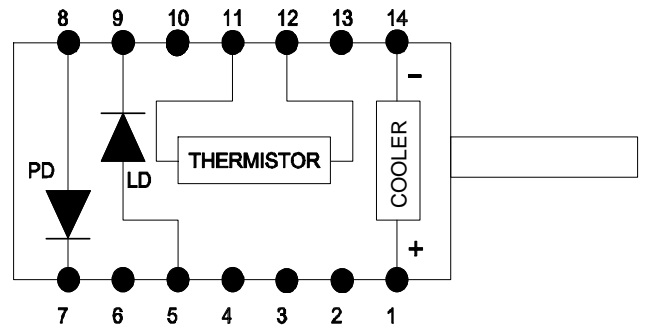 8 9 10 11 12 13 14
−
THERMISTOR
COOLER
PD
LD
+
7 6 5 4 3 2 1